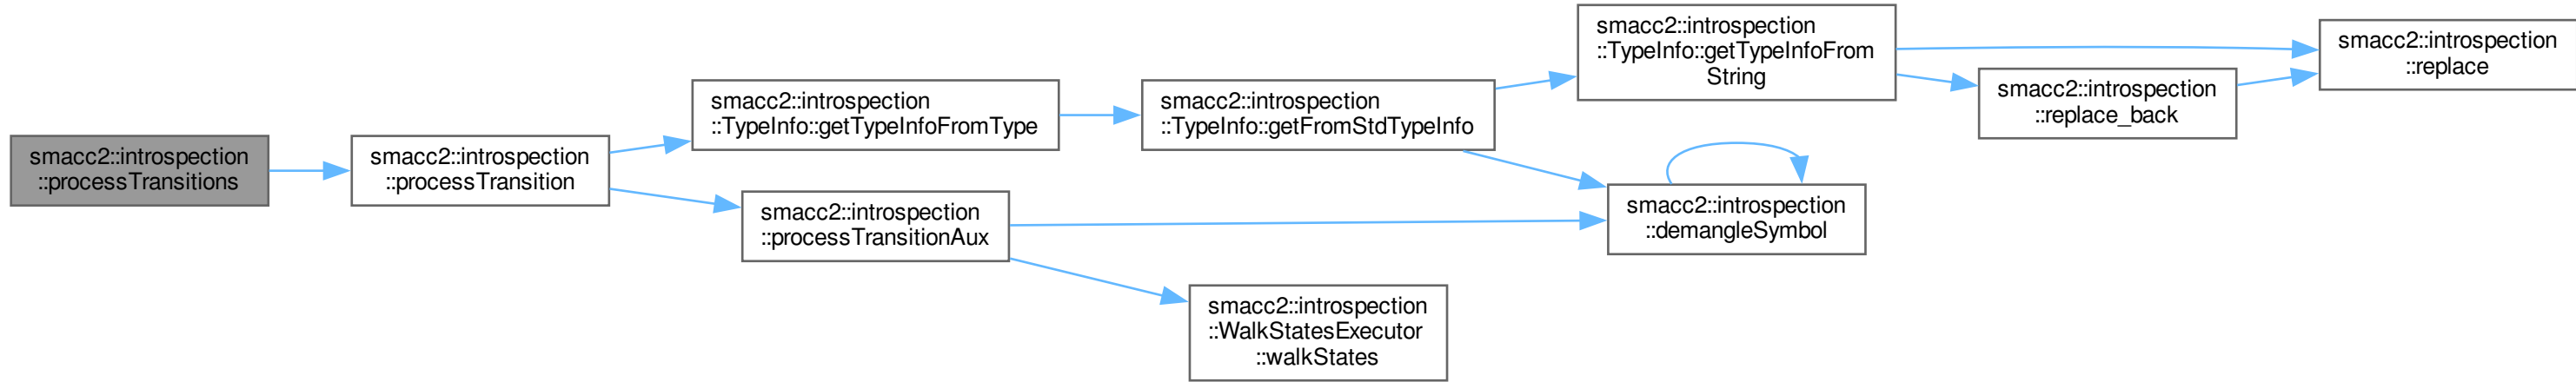 smacc2::introspection
::processTransitions
smacc2::introspection
::processTransition
smacc2::introspection
::TypeInfo::getTypeInfoFromType
smacc2::introspection
::processTransitionAux
smacc2::introspection
::TypeInfo::getFromStdTypeInfo
smacc2::introspection
::WalkStatesExecutor
::walkStates
smacc2::introspection
::TypeInfo::getTypeInfoFrom
String
smacc2::introspection
::demangleSymbol
smacc2::introspection
::replace_back
smacc2::introspection
::replace